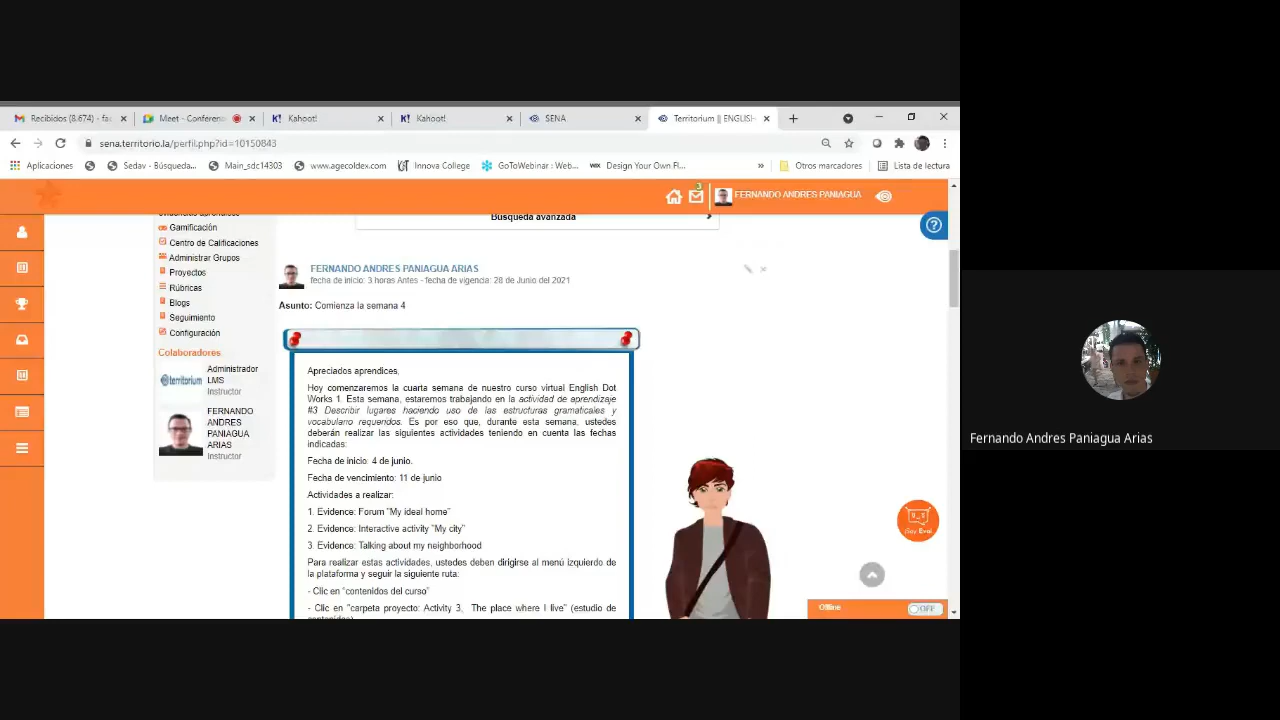 Recibidos (8.674) - fa
Meet - Conferen
Kahoot!
Kahoot!
SENA
Territorium || ENGLISH
sena.territorio.la/perfil.php?id=10150843
Aplicaciones
Sedav - Búsqueda...
Main_sdc14303
www.agecoldex.com
Innova College
GoToWebinar : Web...
WIX Design Your Own Fl...
»
Otros marcadores
Lista de lectura
3
FERNANDO ANDRES PANIAGUA
Búsqueda avanzada
Gamificación
Centro de Calificaciones
Administrar Grupos
Proyectos
Rúbricas
Blogs
Seguimiento
Configuración
Colaboradores
territorium
Administrador
LMS
Instructor
FERNANDO
ANDRES
PANIAGUA
ARIAS
Instructor
FERNANDO ANDRES PANIAGUA ARIAS
fecha de inicio: 3 horas Antes - fecha de vigencia: 28 de Junio del 2021
Asunto: Comienza la semana 4
Apreciados aprendices,
Hoy comenzaremos la cuarta semana de nuestro curso virtual English Dot
Works 1. Esta semana, estaremos trabajando en la actividad de aprendizaje
#3 Describir lugares haciendo uso de las estructuras gramaticales y
vocabulario requeridos. Es por eso que, durante esta semana, ustedes
deberán realizar las siguientes actividades teniendo en cuenta las fechas
indicadas:
Fecha de inicio: 4 de junio.
Fecha de vencimiento: 11 de junio
Actividades a realizar:
1. Evidence: Forum “My ideal home”
2. Evidence: Interactive activity “My city”
3. Evidence: Talking about my neighborhood
Para realizar estas actividades, ustedes deben dirigirse al menú izquierdo de
la plataforma y seguir la siguiente ruta:
- Clic en “contenidos del curso”
- Clic en “carpeta proyecto: Activity 3, The place where I live” (estudio de
¡Soy Eva!
Offline
OFF
Fernando Andres Paniagua Arias